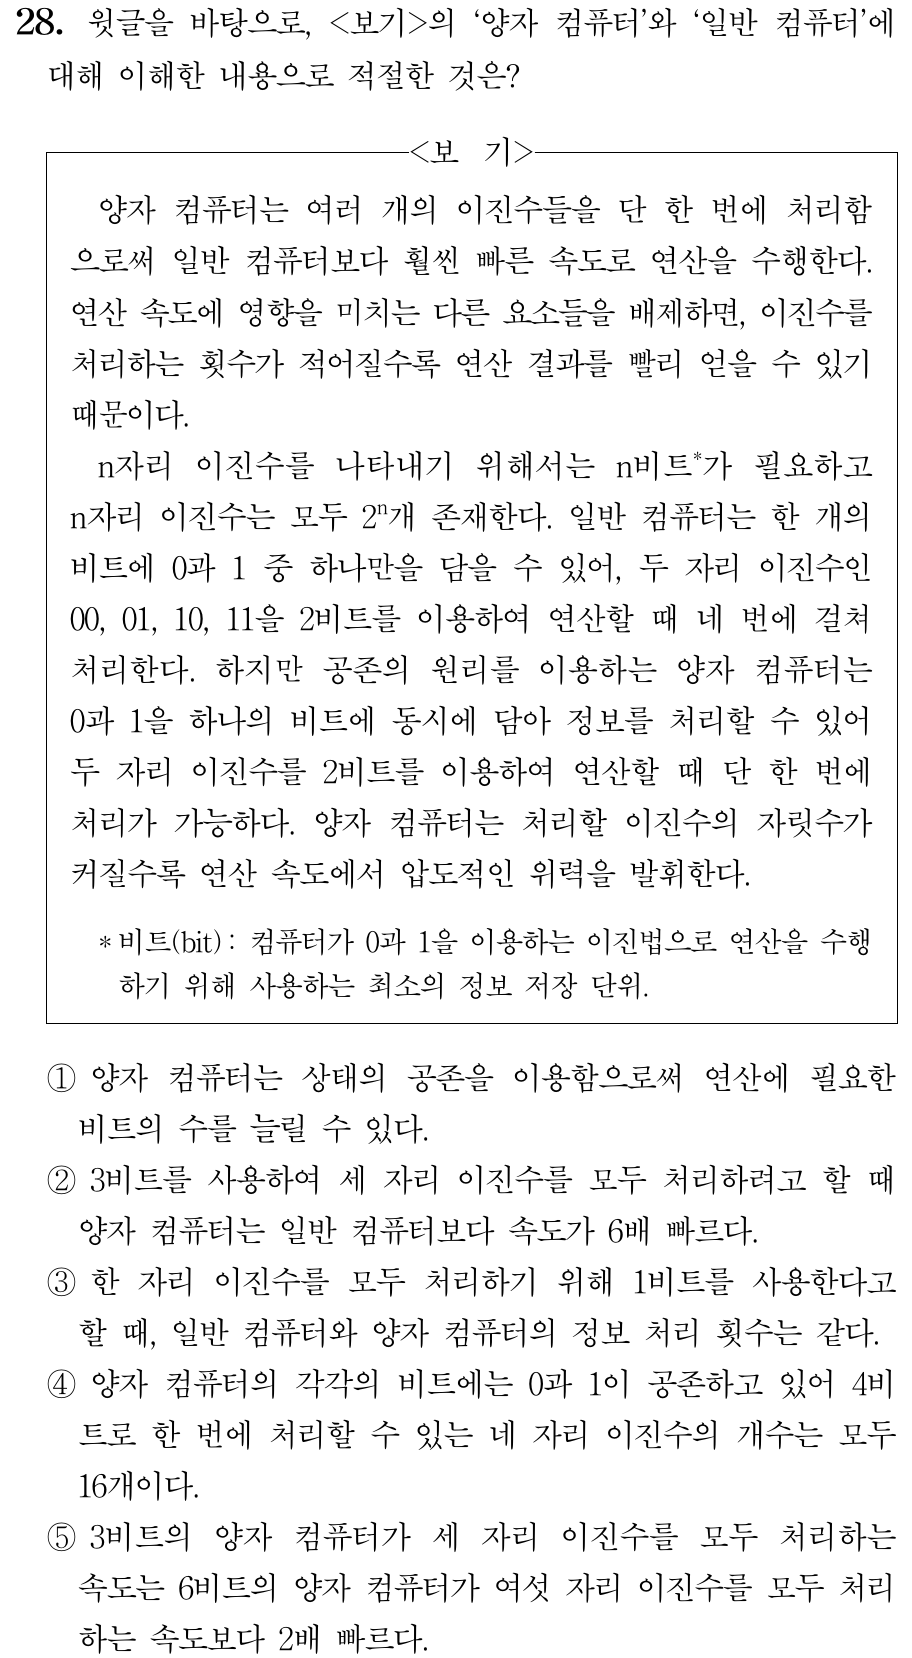 28. 윗글을 바탕으로, <보기>의 ‘양자 컴퓨터’와 ‘일반 컴퓨터’에
대해 이해한 내용으로 적절한 것은?
<보 기>
양자 컴퓨터는 여러 개의 이진수들을 단 한 번에 처리함
으로써 일반 컴퓨터보다 훨씬 빠른 속도로 연산을 수행한다.
연산 속도에 영향을 미치는 다른 요소들을 배제하면, 이진수를
처리하는 횟수가 적어질수록 연산 결과를 빨리 얻을 수 있기
때문이다.
n자리 이진수를 나타내기 위해서는 n비트*가 필요하고
n자리 이진수는 모두 2ⁿ개 존재한다. 일반 컴퓨터는 한 개의
비트에 0과 1 중 하나만을 담을 수 있어, 두 자리 이진수인
00, 01, 10, 11을 2비트를 이용하여 연산할 때 네 번에 걸쳐
처리한다. 하지만 공존의 원리를 이용하는 양자 컴퓨터는
0과 1을 하나의 비트에 동시에 담아 정보를 처리할 수 있어
두 자리 이진수를 2비트를 이용하여 연산할 때 단 한 번에
처리가 가능하다. 양자 컴퓨터는 처리할 이진수의 자릿수가
커질수록 연산 속도에서 압도적인 위력을 발휘한다.
* 비트(bit) : 컴퓨터가 0과 1을 이용하는 이진법으로 연산을 수행
하기 위해 사용하는 최소의 정보 저장 단위.
① 양자 컴퓨터는 상태의 공존을 이용함으로써 연산에 필요한
비트의 수를 늘릴 수 있다.
② 3비트를 사용하여 세 자리 이진수를 모두 처리하려고 할 때
양자 컴퓨터는 일반 컴퓨터보다 속도가 6배 빠르다.
③ 한 자리 이진수를 모두 처리하기 위해 1비트를 사용한다고
할 때, 일반 컴퓨터와 양자 컴퓨터의 정보 처리 횟수는 같다.
④ 양자 컴퓨터의 각각의 비트에는 0과 1이 공존하고 있어 4비
트로 한 번에 처리할 수 있는 네 자리 이진수의 개수는 모두
16개이다.
⑤ 3비트의 양자 컴퓨터가 세 자리 이진수를 모두 처리하는
속도는 6비트의 양자 컴퓨터가 여섯 자리 이진수를 모두 처리
하는 속도보다 2배 빠르다.